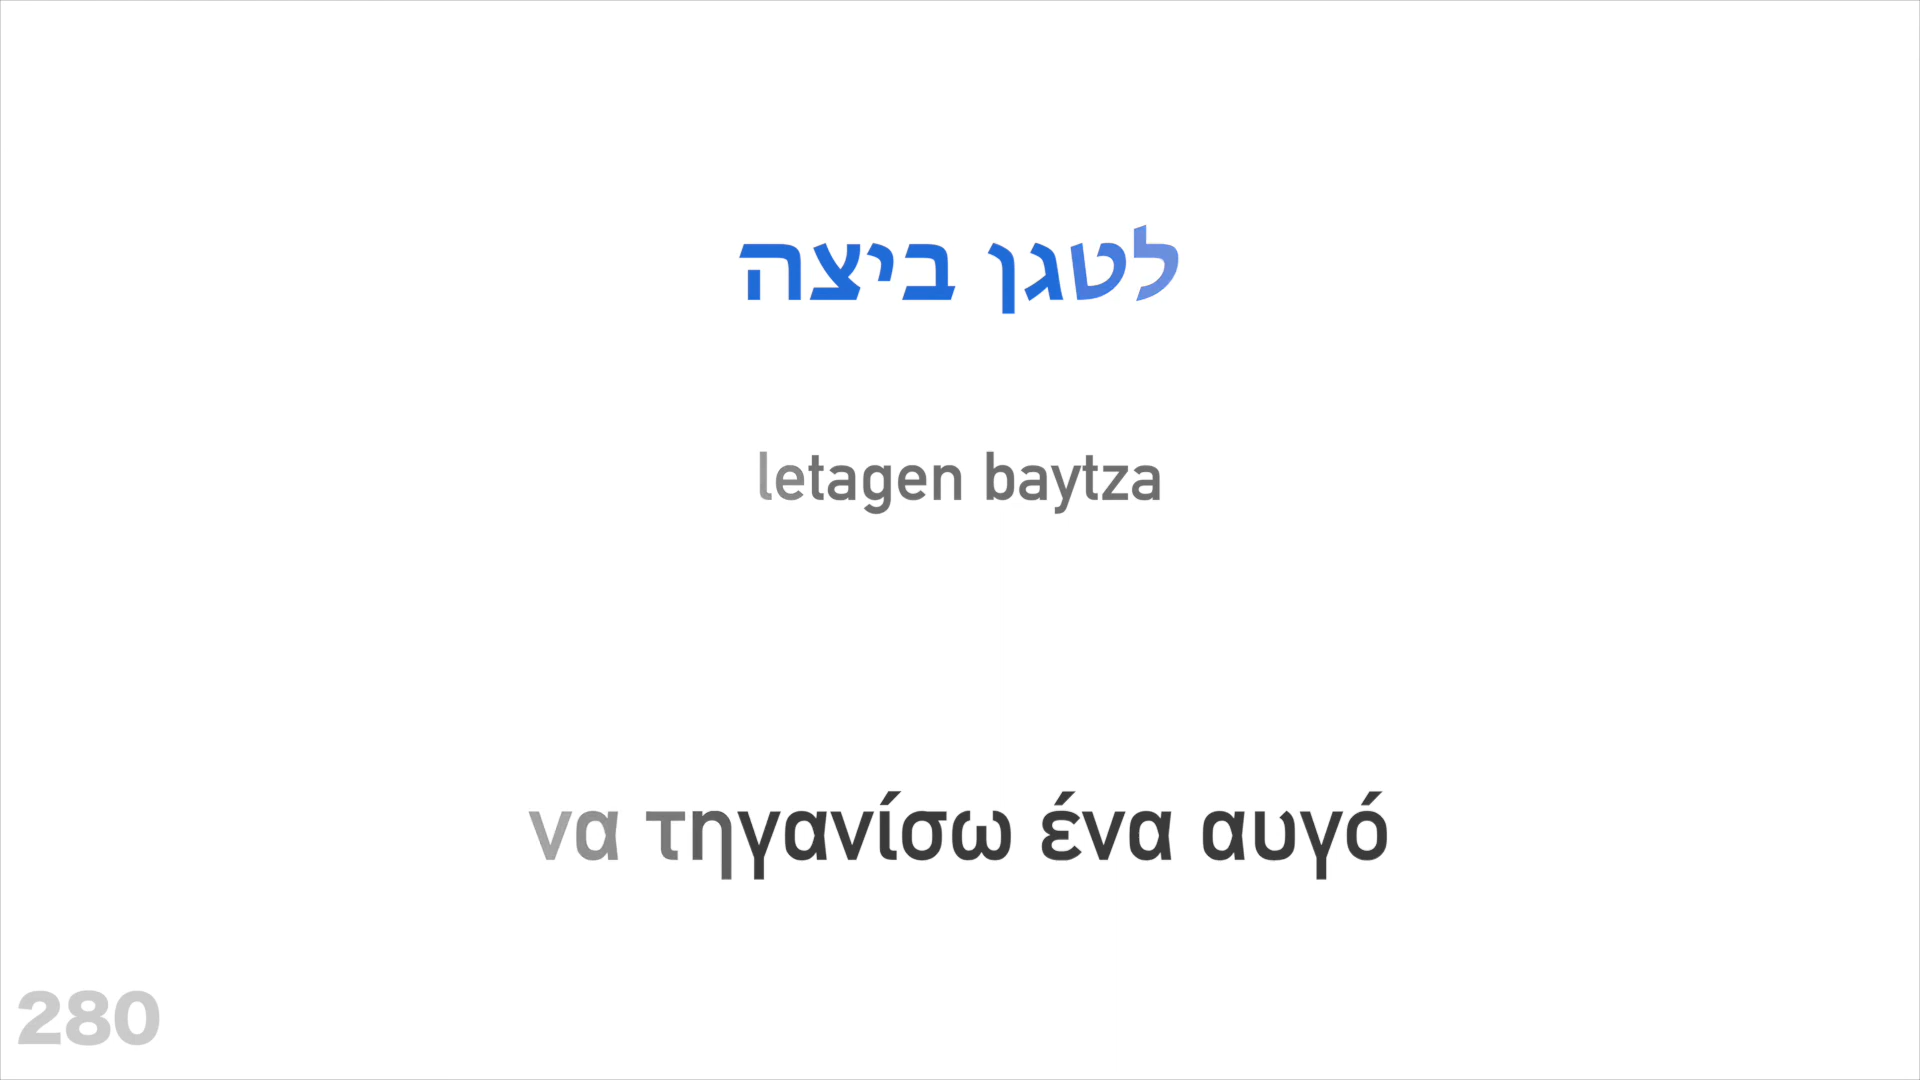 לטגן ביצה
letagen baytza
να τηγανίσω ένα αυγό
280